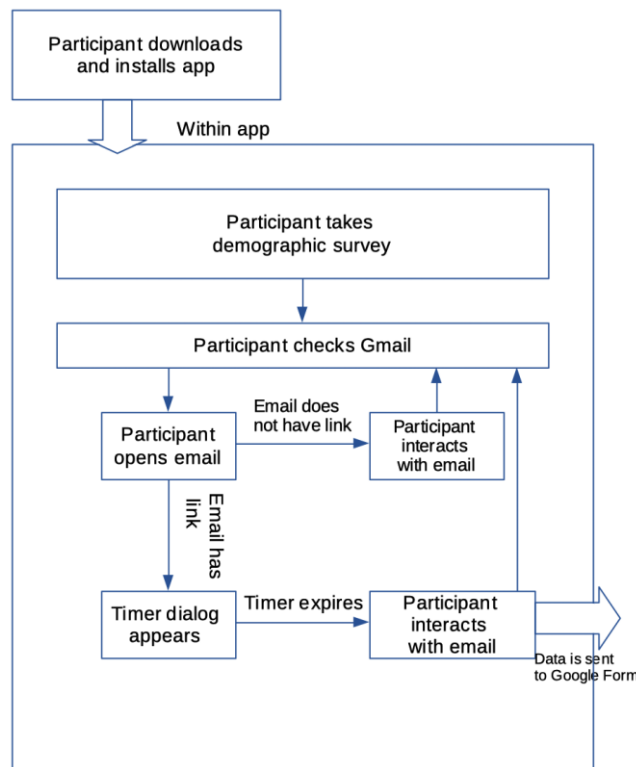 Participant downloads
and installs app
Within app
Participant takes
demographic survey
Participant checks Gmail
Participant
opens email
Email does
not have link
Participant
interacts
with email
Email has
link
Timer dialog
appears
Timer expires
Participant
interacts
with email
Data is sent
to Google Form